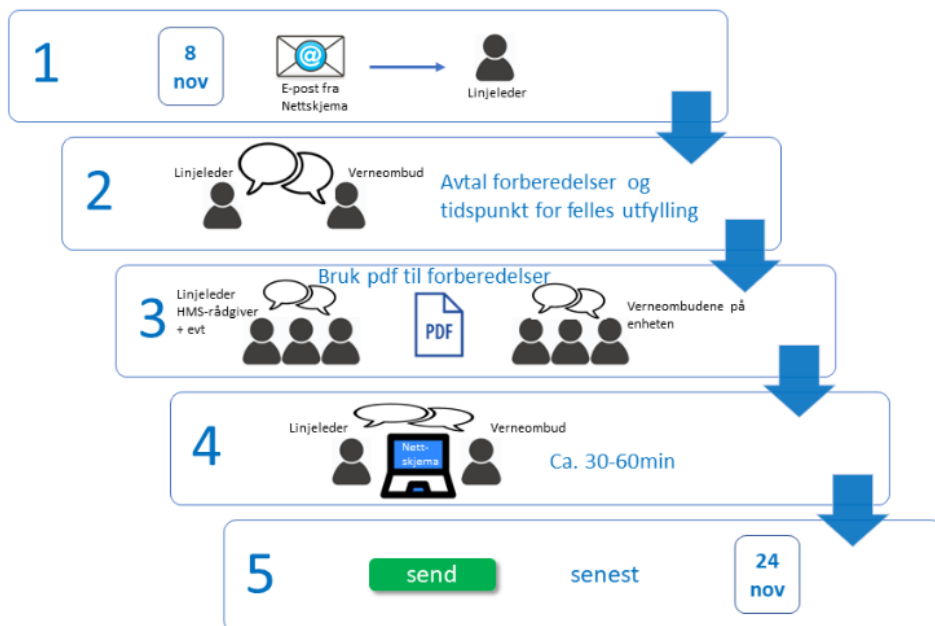 1
8
nov
@
E-post fra
Nettskjema
Linjeleder
2
Linjeleder
Verneombud
Avtal forberedelser og
tidspunkt for felles utfylling
3
Bruk pdf til forberedelser
Linjeleder
HMS-rådgiver
+ evt
PDF
Verneombudene på
enheten
4
Linjeleder
Verneombud
Nett-
skjema
Ca. 30-60min
5
send
senest
24
nov